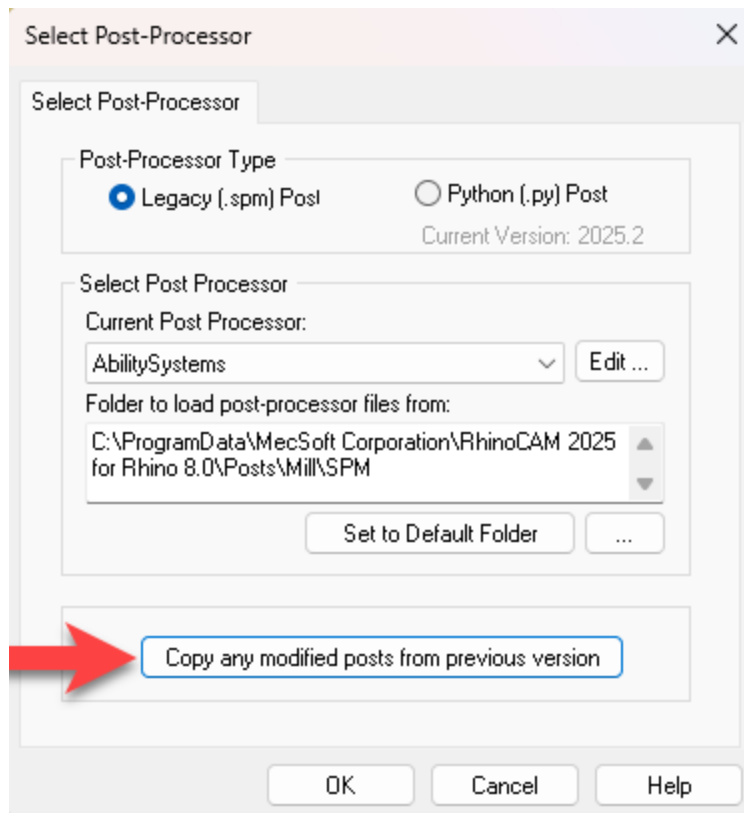 Select Post-Processor
Select Post-Processor
Post-Processor Type
Legacy (.spm) Post
Python (.py) Post
Current Version: 2025.2
Select Post Processor
Current Post Processor:
AbilitySystems
Edit ...
Folder to load post-processor files from:
C:\ProgramData\MecSoft Corporation\RhinoCAM 2025
for Rhino 8.0\Posts\Mill\SPM
Set to Default Folder
...
Copy any modified posts from previous version
OK
Cancel
Help